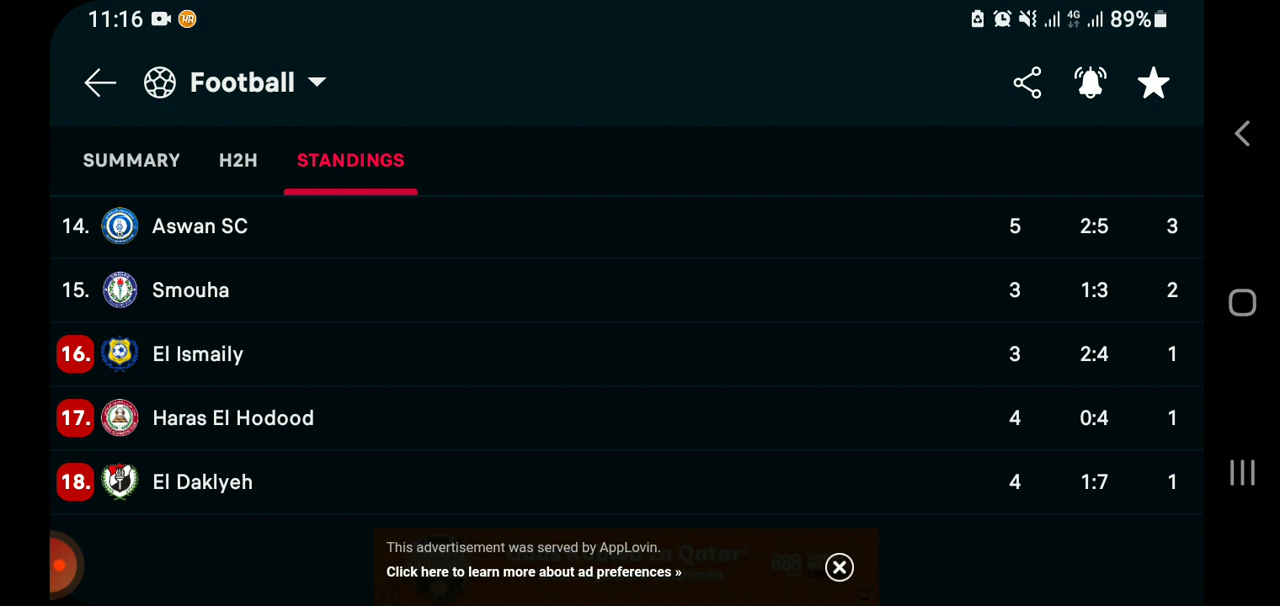 11:16 4G 89%
Football
SUMMARY H2H STANDINGS
14. Aswan SC 5 2:5 3
15. Smouha 3 1:3 2
16. El Ismaily 3 2:4 1
17. Haras El Hodood 4 0:4 1
18. El Daklyeh 4 1:7 1
This advertisement was served by AppLovin.
Click here to learn more about ad preferences »